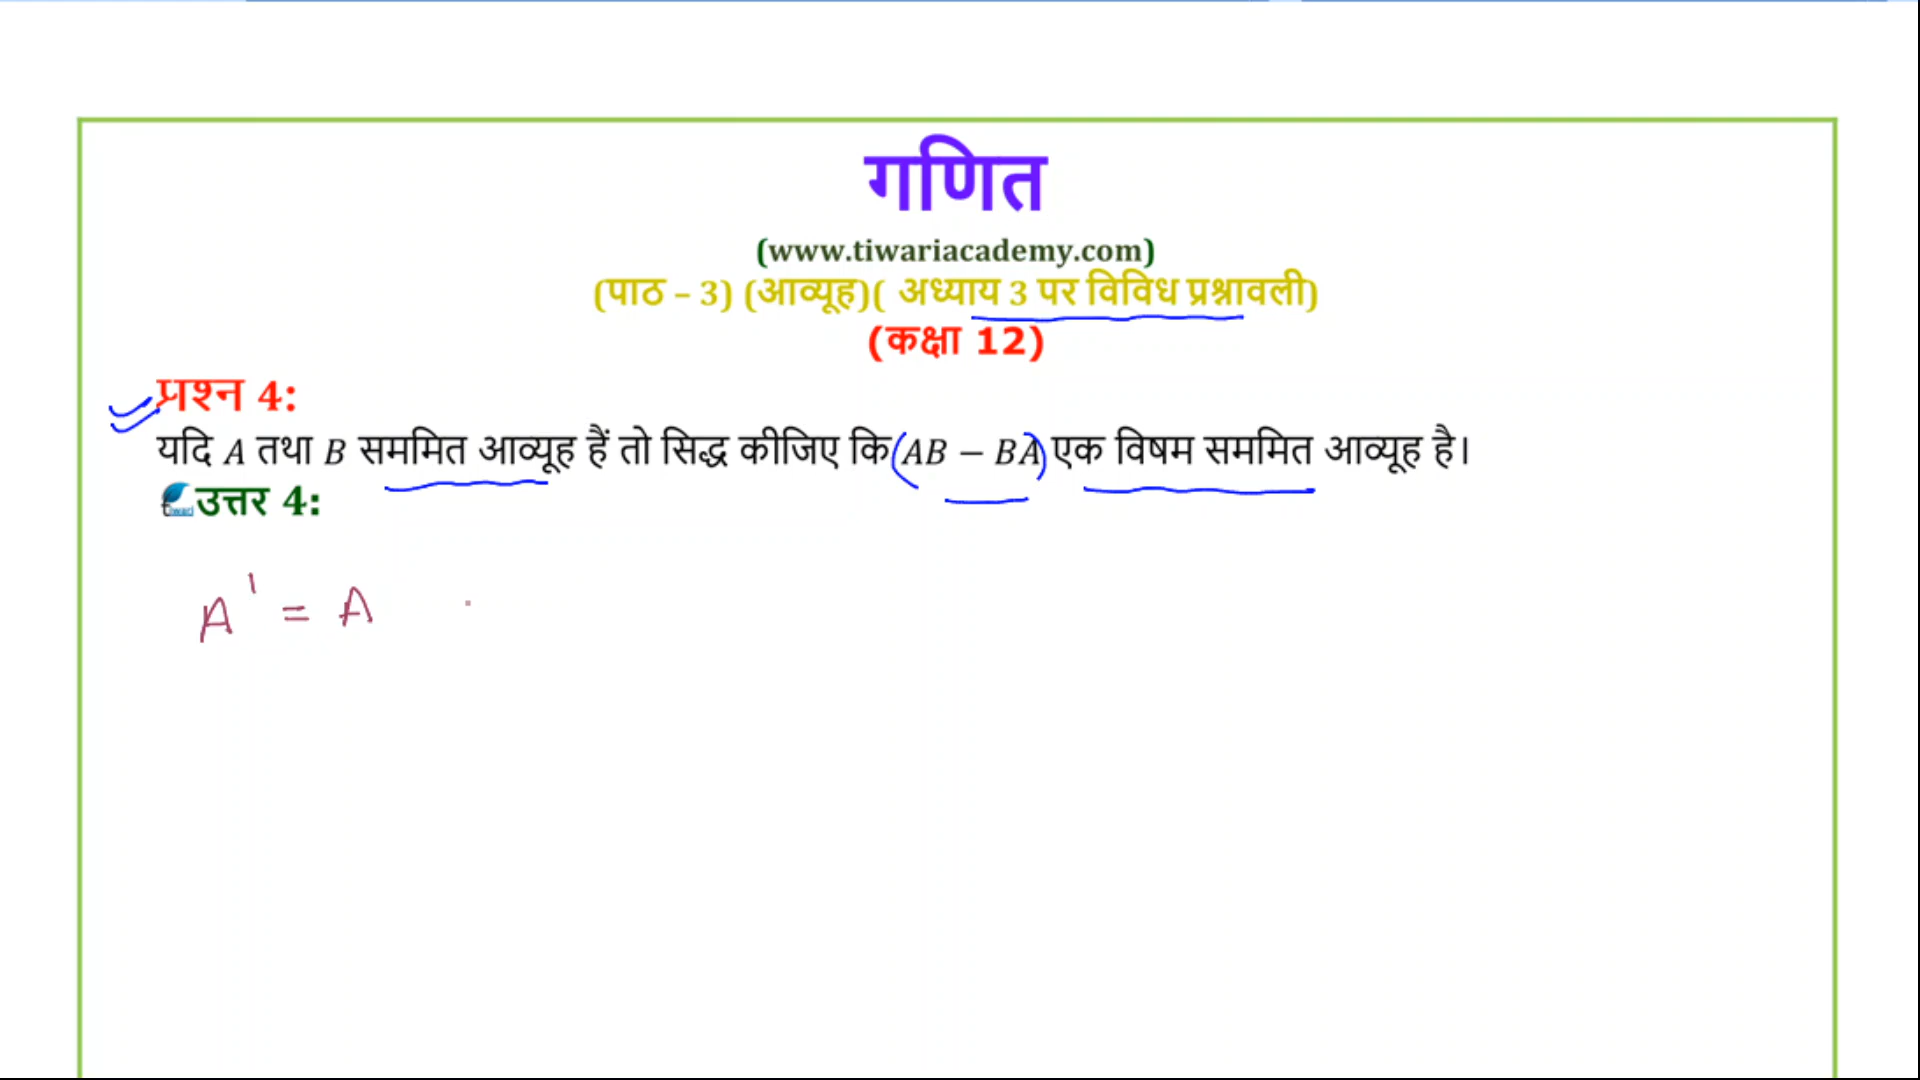 गणित
(www.tiwariacademy.com)
(पाठ – 3) (आव्यूह)( अध्याय 3 पर विविध प्रश्नावली)
(कक्षा 12)
प्रश्न 4:
यदि A तथा B सममित आव्यूह हैं तो सिद्ध कीजिए कि (AB – BA) एक विषम सममित आव्यूह है।
उत्तर 4:
A' = A